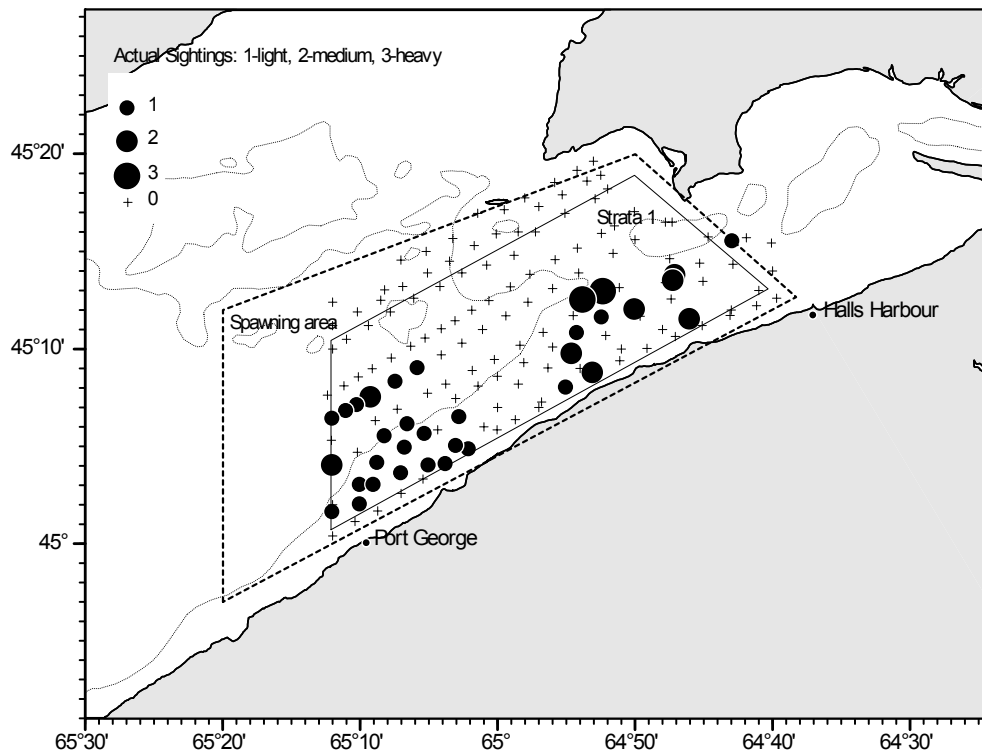 Actual Sightings: 1-light, 2-medium, 3-heavy
1
2
3
0
45°20'
Strata 1
Spawning area
Halls Harbour
45°10'
Port George
45°
65°30
65°20
65°10
65°
64°50
64°40
64°30